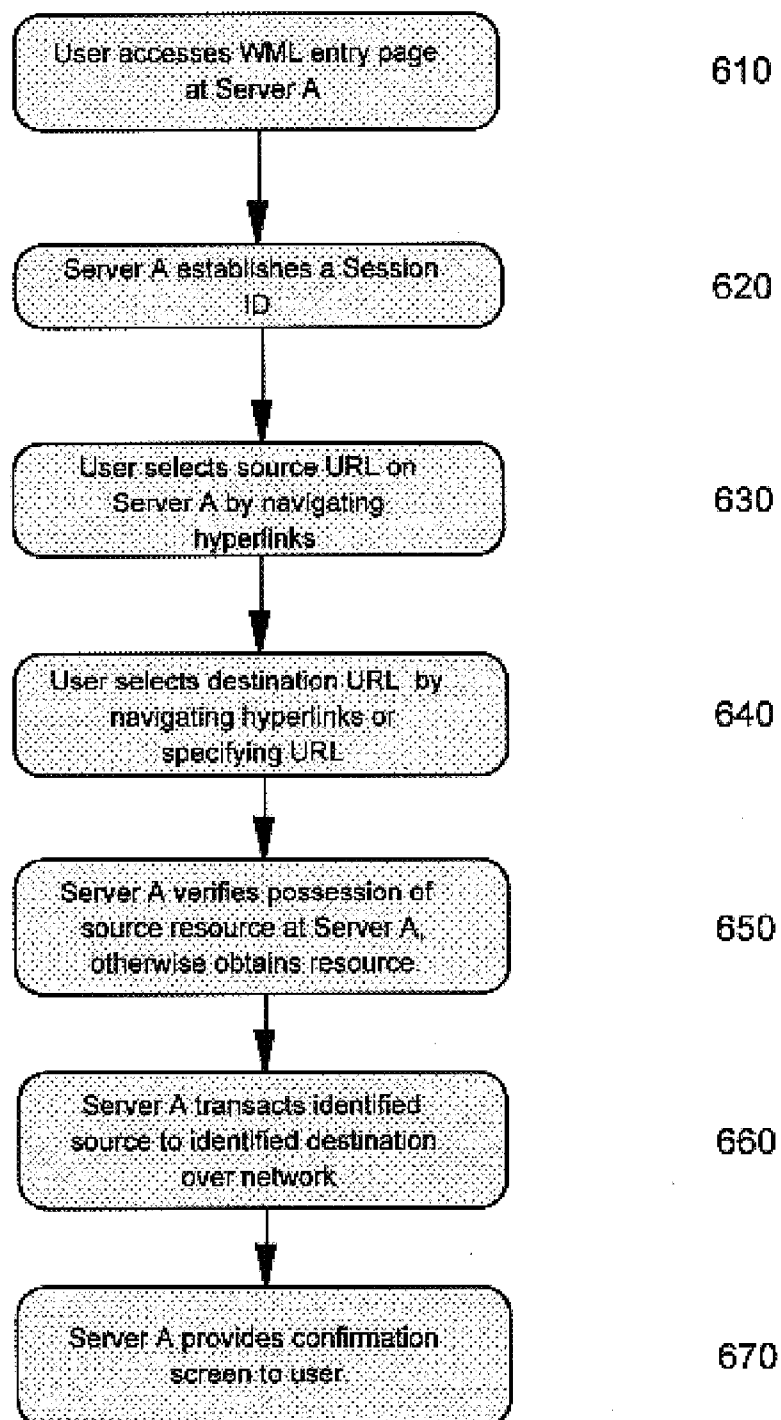 User accesses WML entry page
at Server A
610
Server A establishes a Session
ID
620
User selects source URL on
Server A by navigating
hyperlinks
630
User selects destination URL by
navigating hyperlinks or
specifying URL
640
Server A verifies possession of
source resource at Server A,
otherwise obtains resource
650
Server A transacts identified
source to identified destination
over network
660
Server A provides confirmation
screen to user.
670